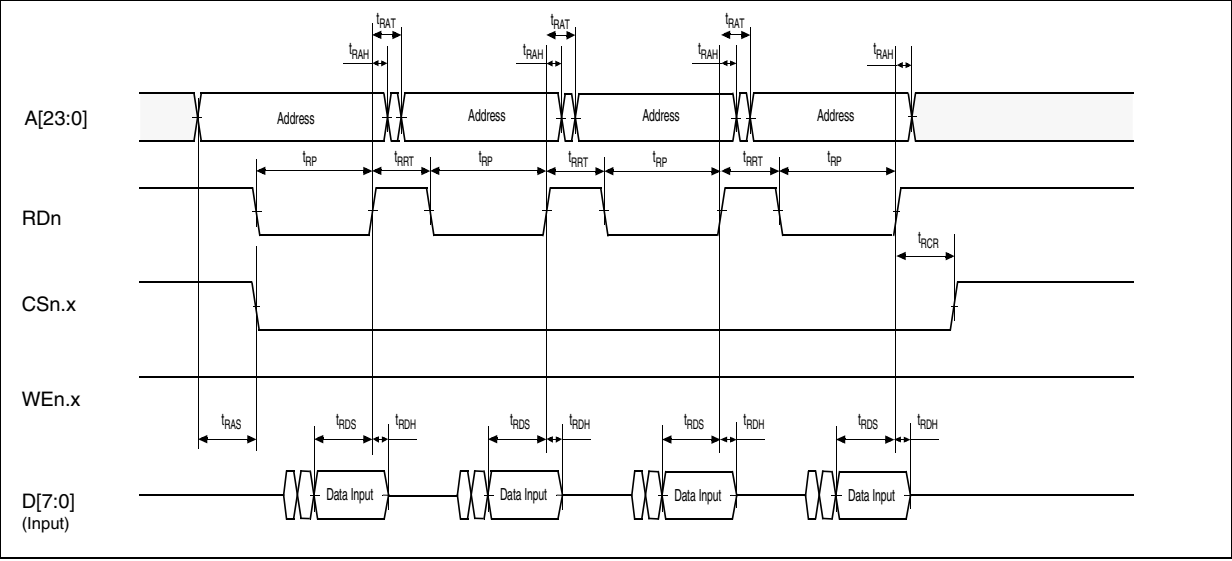 tRAT tRAT tRAT
tRAH tRAH tRAH tRAH
A[23:0] Address Address Address Address
tRP tRRT tRP tRRT tRP tRRT tRP
RDn
tRCR
CSn.x
WEn.x
tRAS tRDS tRDH tRDS tRDH tRDS tRDH tRDS tRDH
D[7:0] Data Input Data Input Data Input Data Input
(Input)